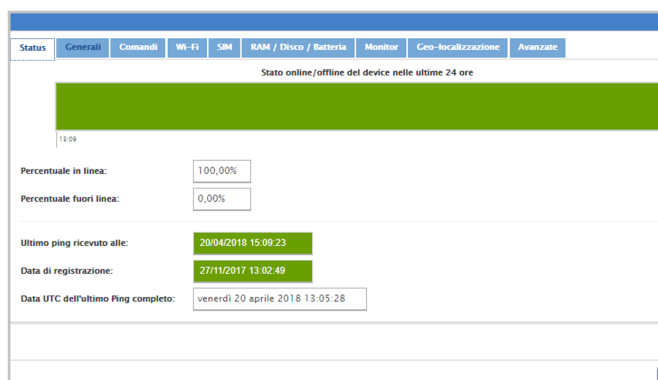 Status Generali Comandi Wi-Fi SIM RAM / Disco / Batteria Monitor Geo-localizzazione Avanzate
Stato online/offline del device nelle ultime 24 ore
13:09
Percentuale in linea: 100,00%
Percentuale fuori linea: 0,00%
Ultimo ping ricevuto alle: 20/04/2018 15:09:23
Data di registrazione: 27/11/2017 13:02:49
Data UTC dell'ultimo Ping completo: venerdì 20 aprile 2018 13:05:28